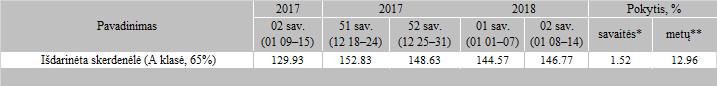 Pavadinimas 2017 2017 2018 Pokytis, %
02 sav. (01 09–15) 51 sav. (12 18–24) 52 sav. (12 25–31) 01 sav. (01 01–07) 02 sav. (01 08–14) savaitės* metų**
Išdarinėta skerdenėlė (A klasė, 65%) 129.93 152.83 148.63 144.57 146.77 1.52 12.96